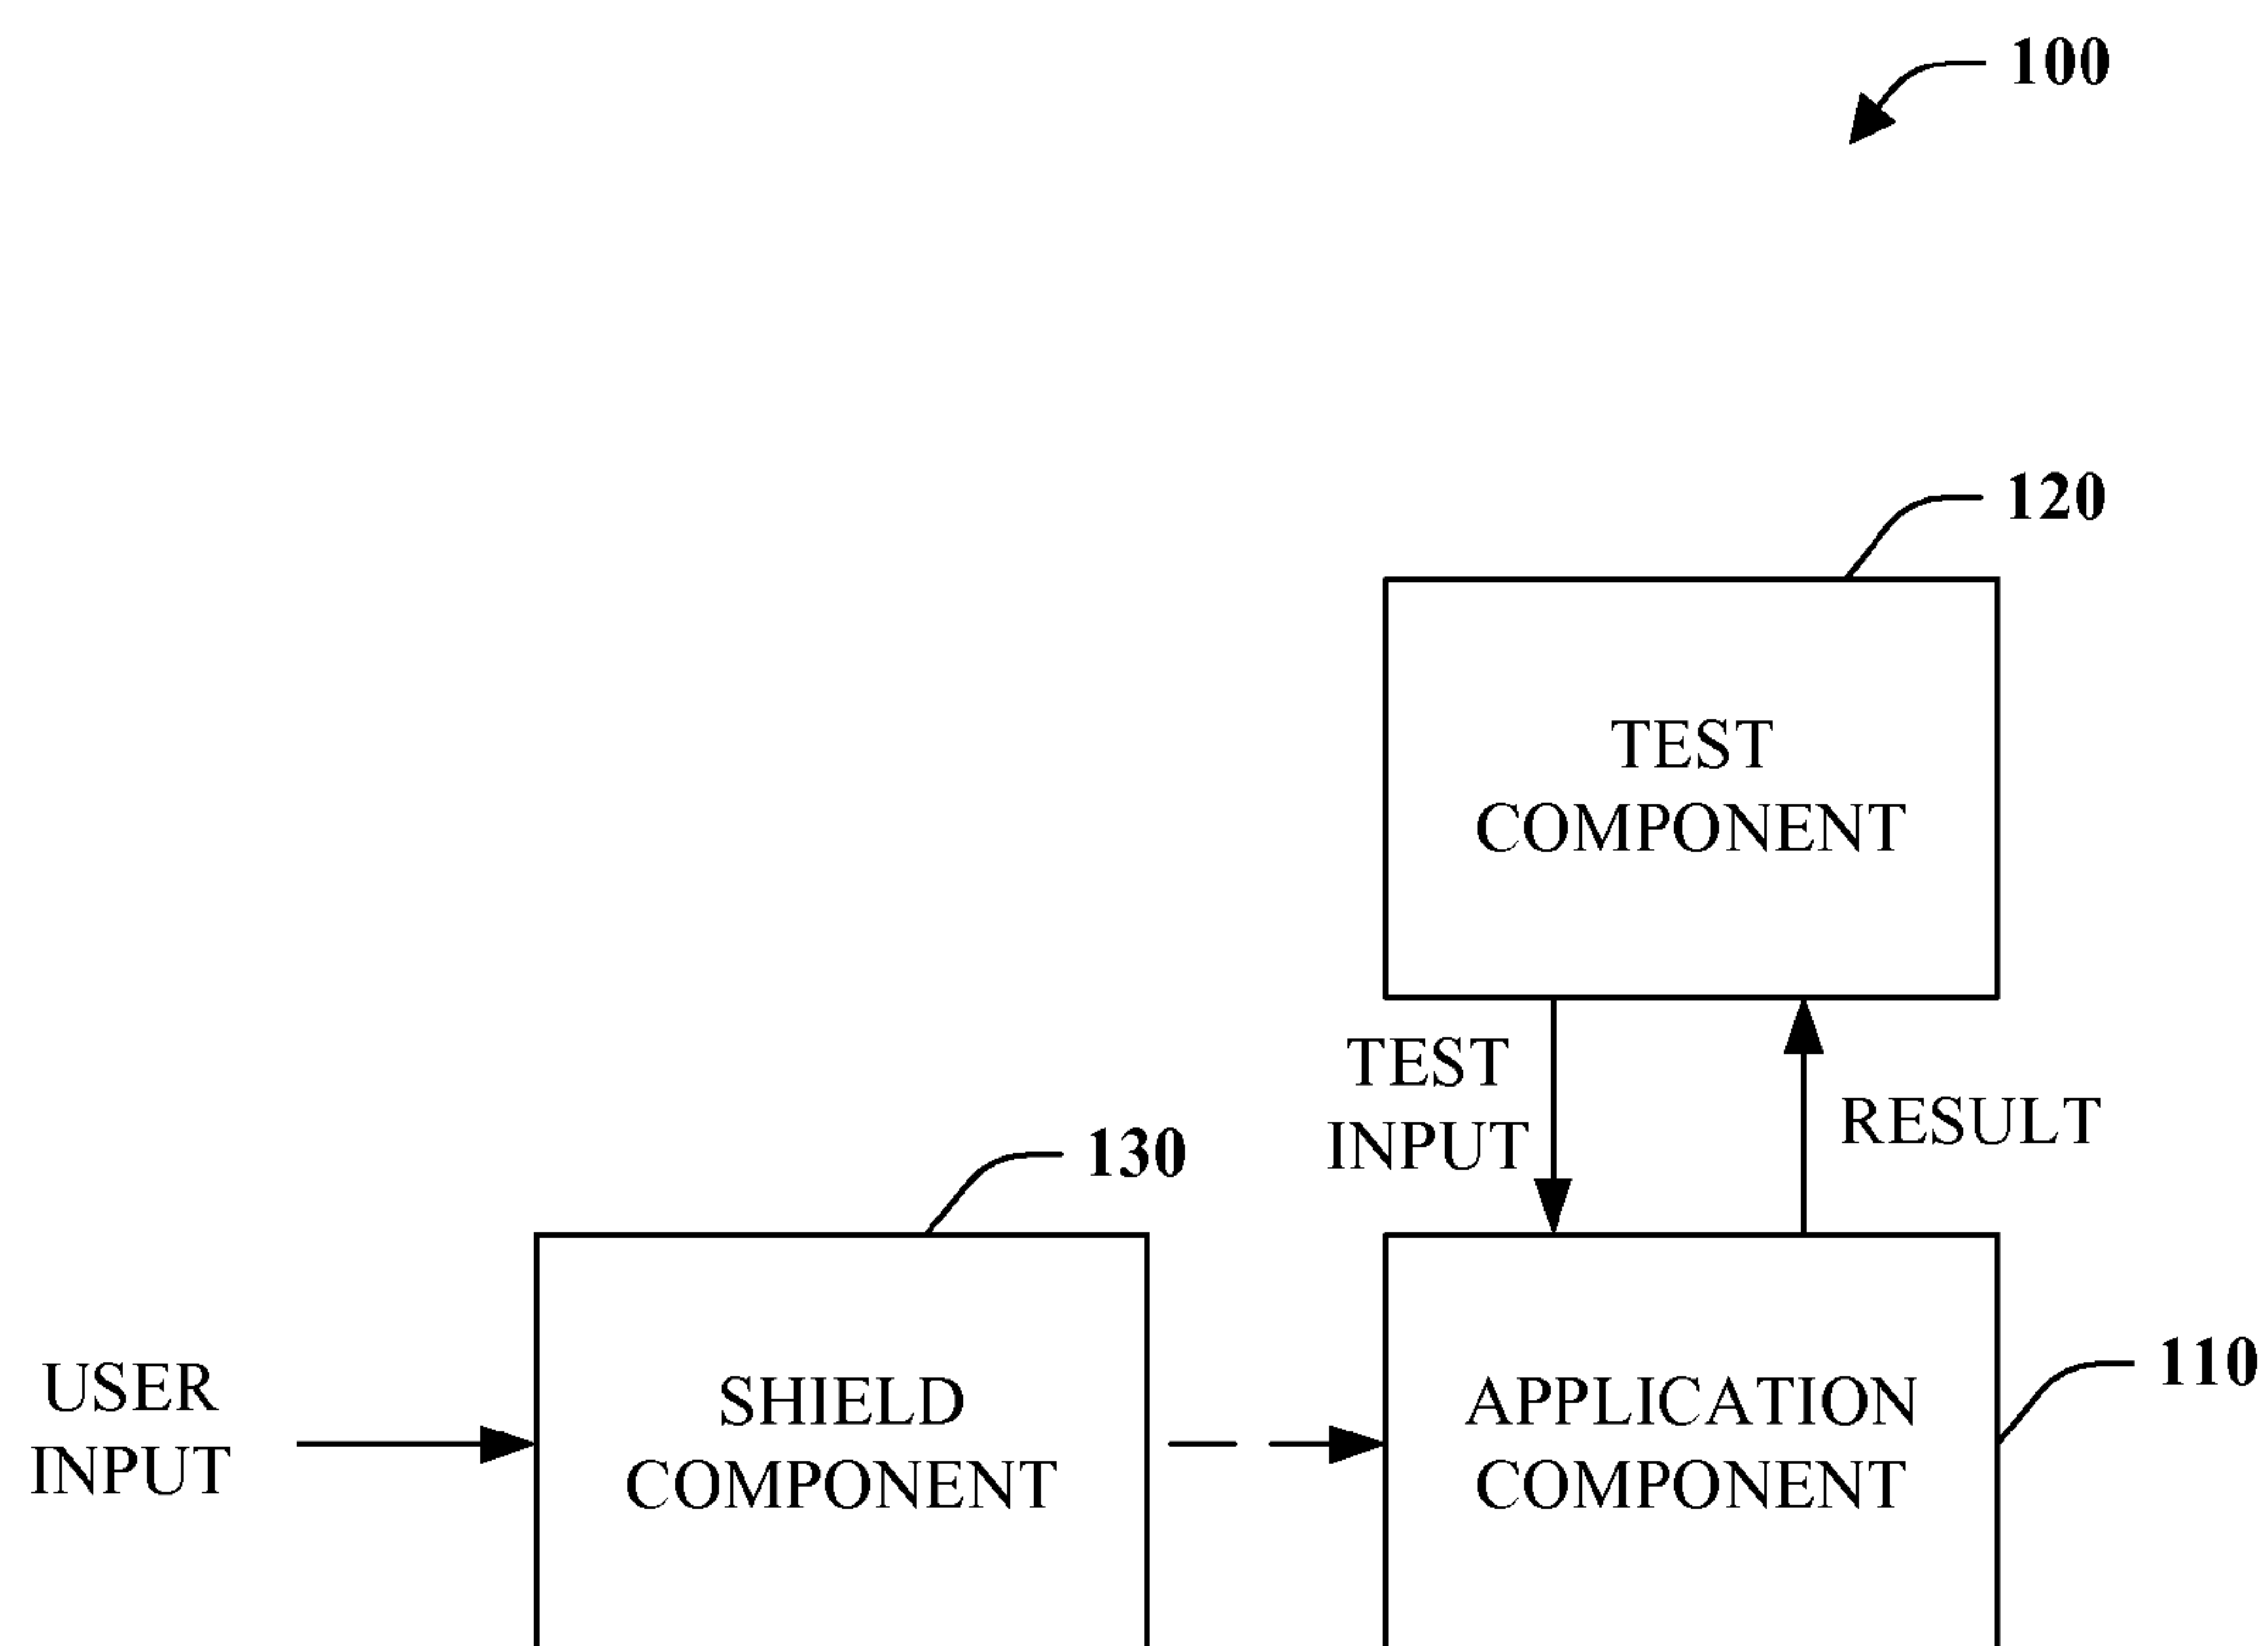 100
120
TEST
COMPONENT
TEST
INPUT
RESULT
130
110
USER
INPUT
SHIELD
COMPONENT
APPLICATION
COMPONENT